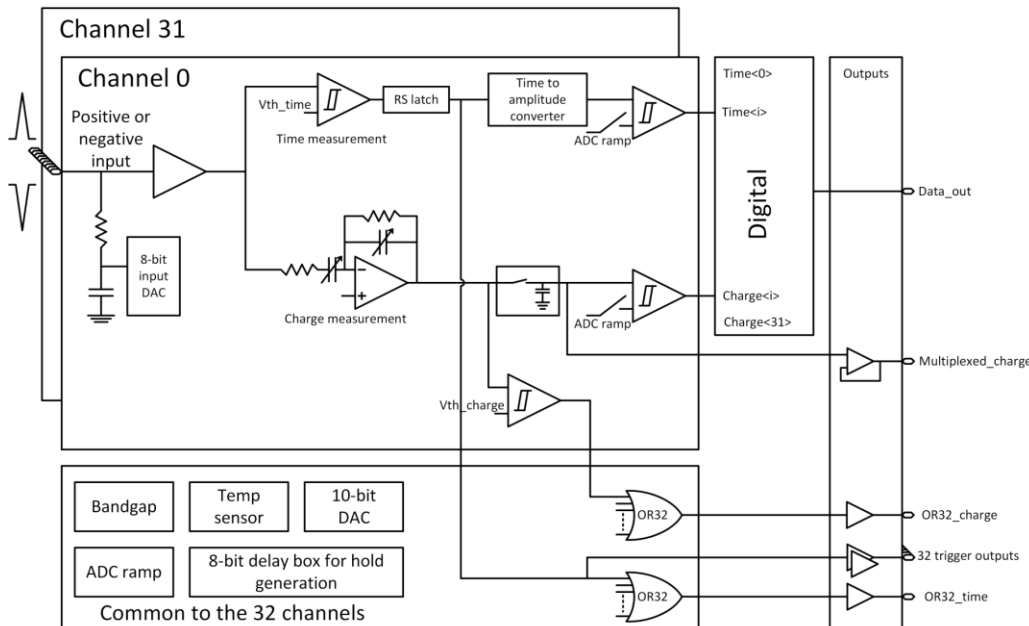 Channel 31
Channel 0
Positive or
negative
input
8-bit
input
DAC
Vth_time
Time measurement
RS latch
Time to
amplitude
converter
ADC ramp
Charge measurement
ADC ramp
Vth_charge
Time<0>
Time<i>
Digital
Charge<i>
Charge<31>
Outputs
Data_out
Multiplexed_charge
OR32_charge
32 trigger outputs
OR32_time
OR32
OR32
Bandgap
Temp
sensor
10-bit
DAC
ADC ramp
8-bit delay box for hold
generation
Common to the 32 channels